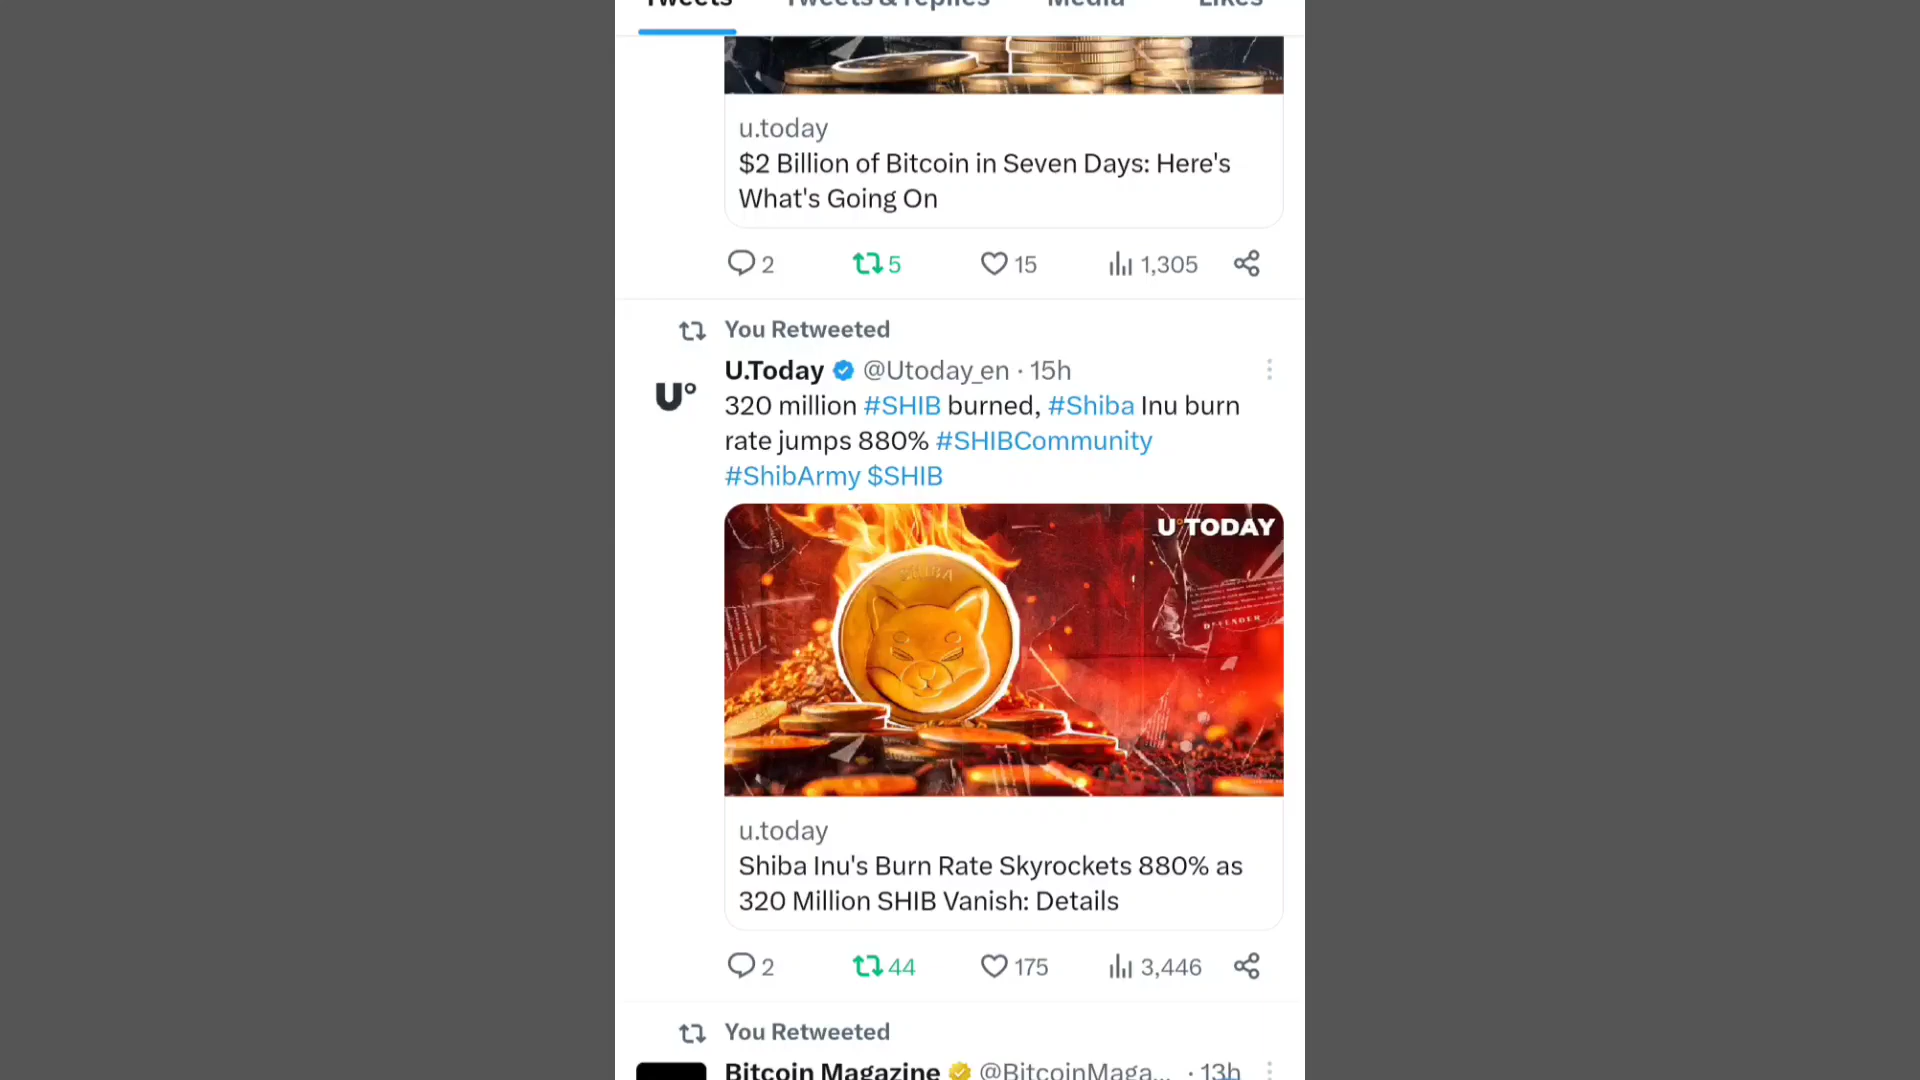 Tweets Tweets & replies Media Likes
u.today
$2 Billion of Bitcoin in Seven Days: Here's
What's Going On
2 5 15 1,305
You Retweeted
U.Today @Utoday_en · 15h
U°
320 million #SHIB burned, #Shiba Inu burn
rate jumps 880% #SHIBCommunity
#ShibArmy $SHIB
U°TODAY
SHIBA
DEFENDER
u.today
Shiba Inu's Burn Rate Skyrockets 880% as
320 Million SHIB Vanish: Details
2 44 175 3,446
You Retweeted
Bitcoin Magazine @BitcoinMaga... · 13h